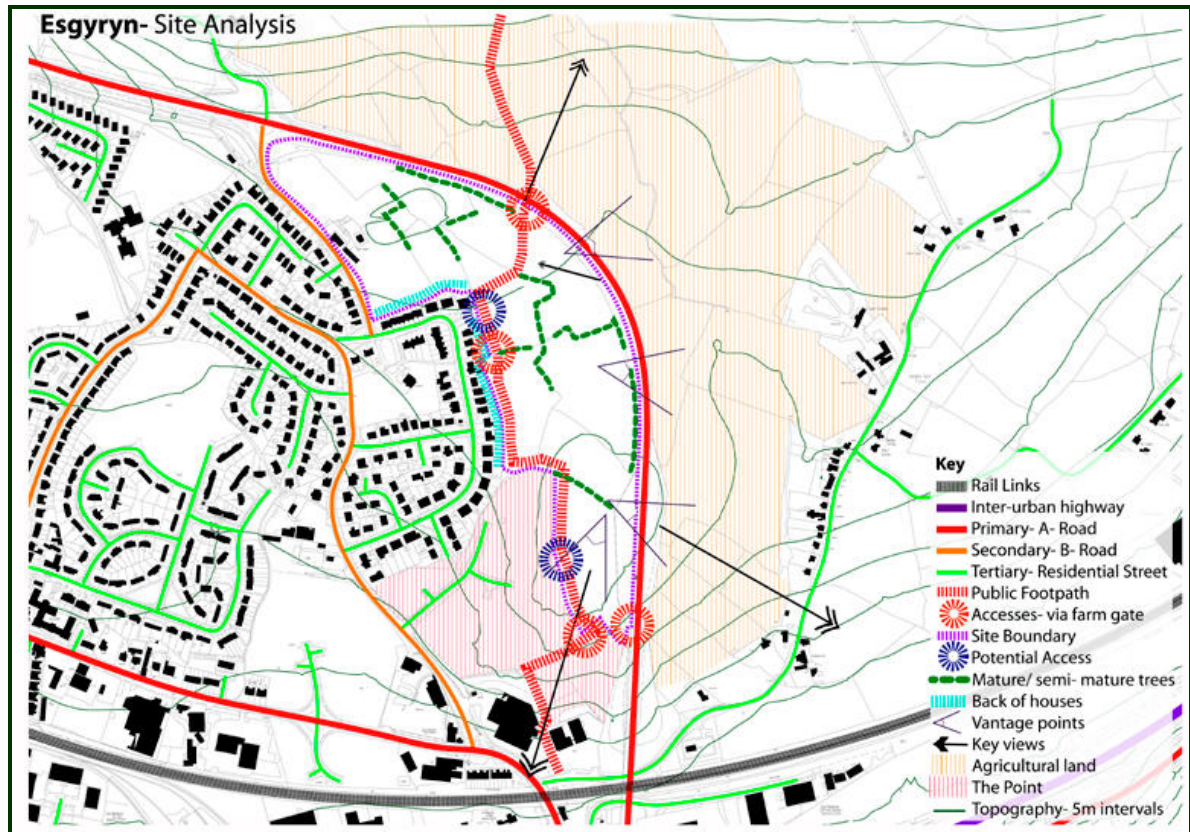 Esgyryn- Site Analysis
Key
Rail Links
Inter-urban highway
Primary- A- Road
Secondary- B- Road
Tertiary- Residential Street
Public Footpath
Accesses- via farm gate
Site Boundary
Potential Access
Mature/ semi- mature trees
Back of houses
Vantage points
Key views
Agricultural land
The Point
Topography- 5m intervals